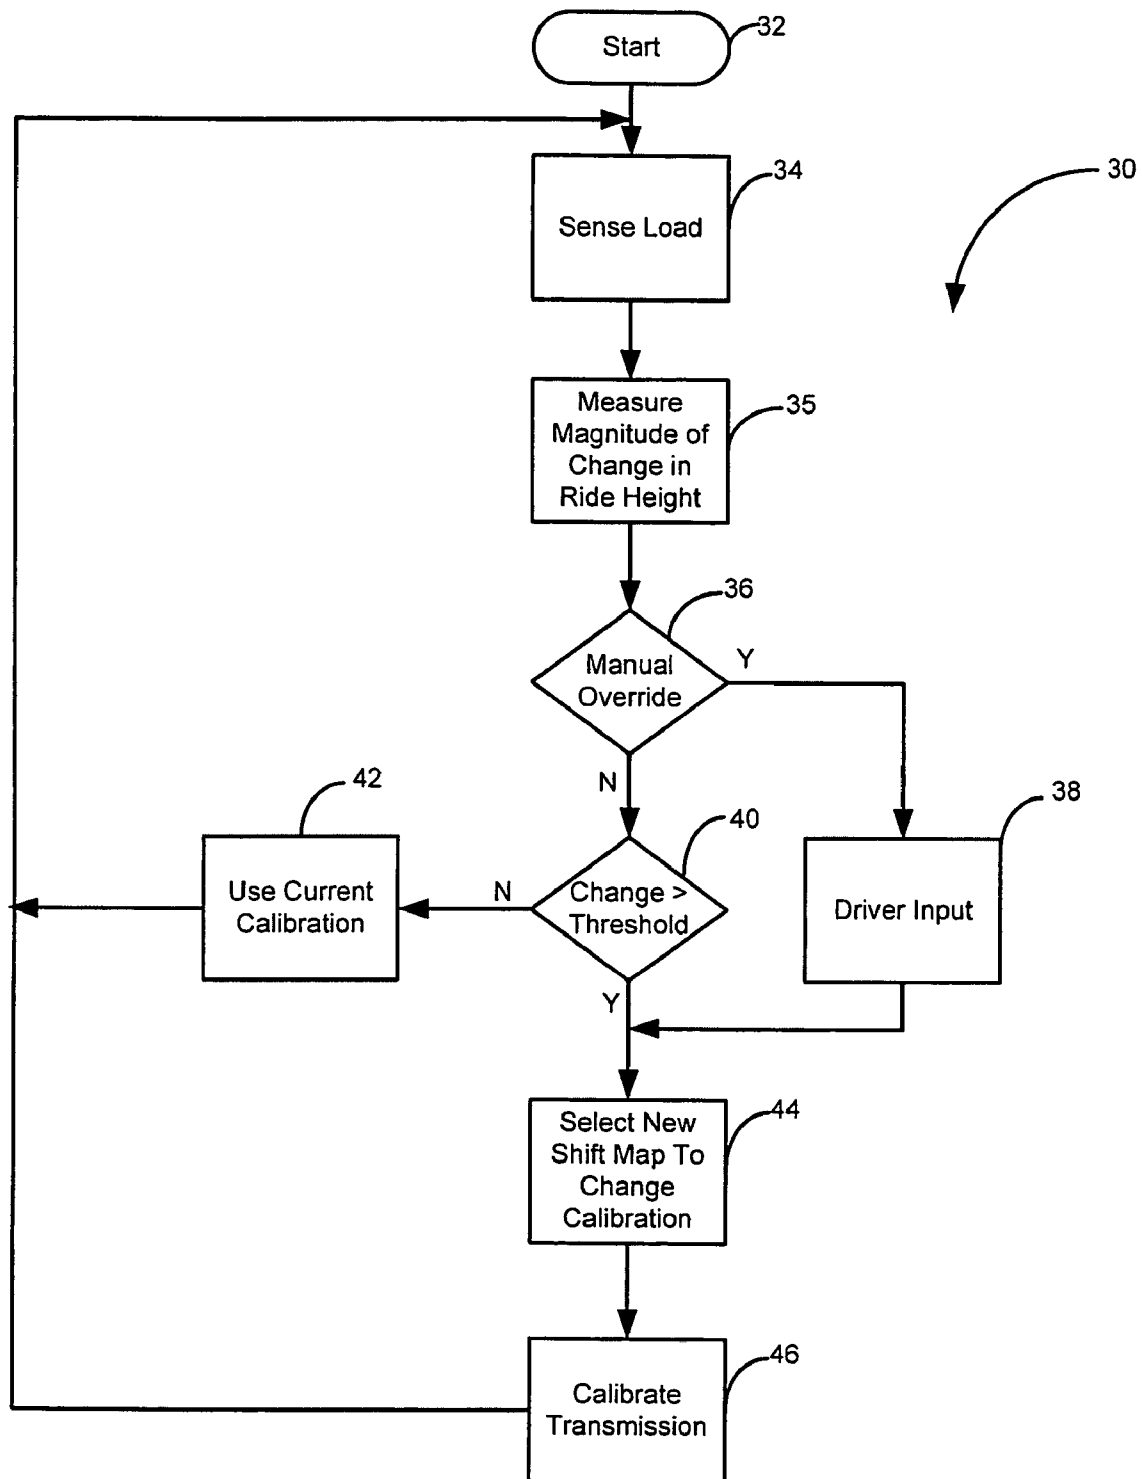 Start
32
Sense Load
34
30
Measure
Magnitude of
Change in
Ride Height
35
36
Manual
Override
Y
N
42
40
38
Use Current
Calibration
N
Change >
Threshold
Driver Input
Y
Select New
Shift Map To
Change
Calibration
44
Calibrate
Transmission
46